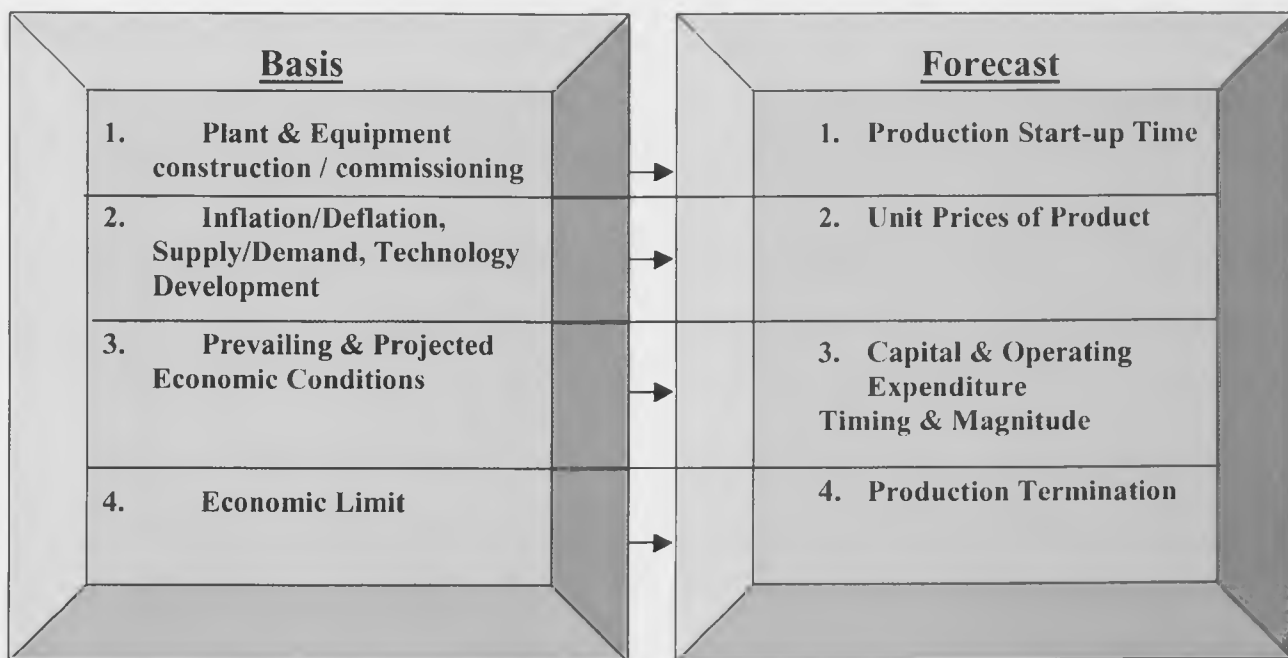 Basis
1. Plant & Equipment
construction / commissioning
2. Inflation/Deflation,
Supply/Demand, Technology
Development
3. Prevailing & Projected
Economic Conditions
4. Economic Limit
Forecast
1. Production Start-up Time
2. Unit Prices of Product
3. Capital & Operating
Expenditure
Timing & Magnitude
4. Production Termination